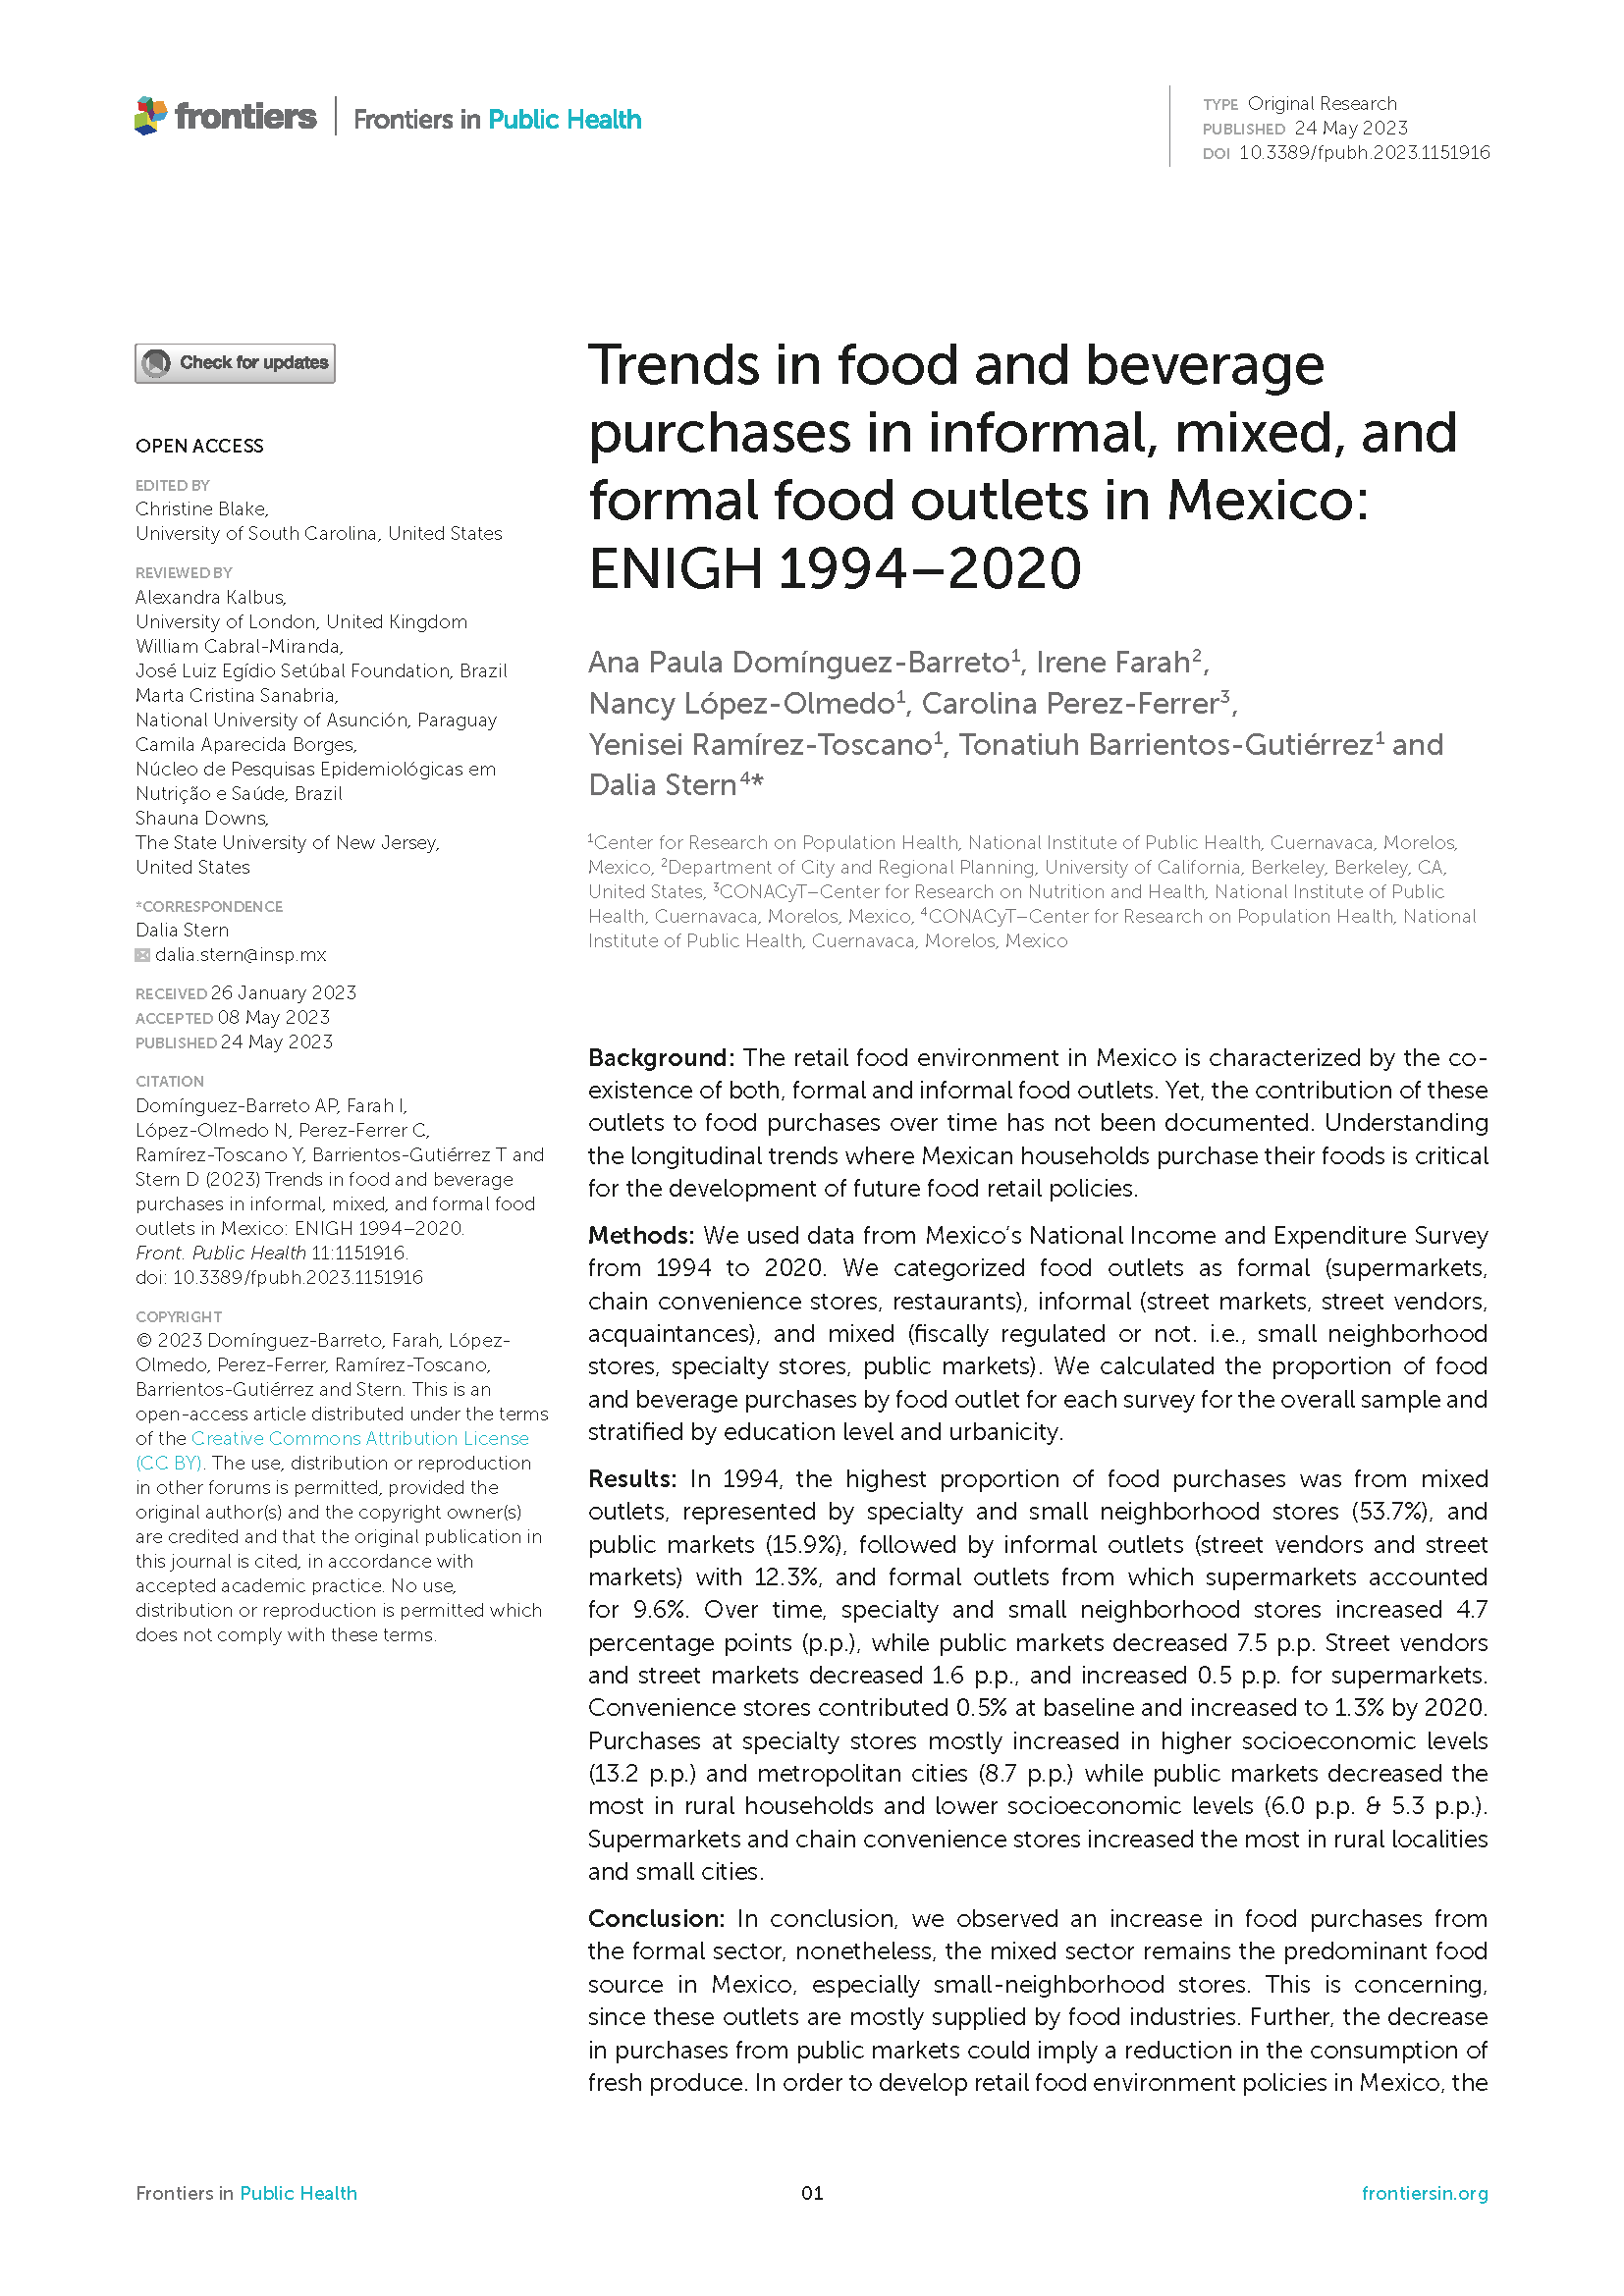 frontiers | Frontiers in Public Health
TYPE Original Research
PUBLISHED 24 May 2023
DOI 10.3389/fpubh.2023.1151916
Check for updates
OPEN ACCESS
EDITED BY
Christine Blake,
University of South Carolina, United States
REVIEWED BY
Alexandra Kalbus,
University of London, United Kingdom
William Cabral-Miranda,
José Luiz Egídio Setúbal Foundation, Brazil
Marta Cristina Sanabria,
National University of Asunción, Paraguay
Camila Aparecida Borges,
Núcleo de Pesquisas Epidemiológicas em
Nutrição e Saúde, Brazil
Shauna Downs,
The State University of New Jersey,
United States
*CORRESPONDENCE
Dalia Stern
dalia.stern@insp.mx
RECEIVED 26 January 2023
ACCEPTED 08 May 2023
PUBLISHED 24 May 2023
CITATION
Domínguez-Barreto AP, Farah I,
López-Olmedo N, Perez-Ferrer C,
Ramírez-Toscano Y, Barrientos-Gutiérrez T and
Stern D (2023) Trends in food and beverage
purchases in informal, mixed, and formal food
outlets in Mexico: ENIGH 1994–2020.
Front. Public Health 11:1151916.
doi: 10.3389/fpubh.2023.1151916
COPYRIGHT
© 2023 Domínguez-Barreto, Farah, López-
Olmedo, Perez-Ferrer, Ramírez-Toscano,
Barrientos-Gutiérrez and Stern. This is an
open-access article distributed under the terms
of the Creative Commons Attribution License
(CC BY). The use, distribution or reproduction
in other forums is permitted, provided the
original author(s) and the copyright owner(s)
are credited and that the original publication in
this journal is cited, in accordance with
accepted academic practice. No use,
distribution or reproduction is permitted which
does not comply with these terms.
Trends in food and beverage
purchases in informal, mixed, and
formal food outlets in Mexico:
ENIGH 1994–2020
Ana Paula Domínguez-Barreto1, Irene Farah2,
Nancy López-Olmedo1, Carolina Perez-Ferrer3,
Yenisei Ramírez-Toscano1, Tonatiuh Barrientos-Gutiérrez1 and
Dalia Stern4*
1Center for Research on Population Health, National Institute of Public Health, Cuernavaca, Morelos,
Mexico, 2Department of City and Regional Planning, University of California, Berkeley, Berkeley, CA,
United States, 3CONACyT–Center for Research on Nutrition and Health, National Institute of Public
Health, Cuernavaca, Morelos, Mexico, 4CONACyT–Center for Research on Population Health, National
Institute of Public Health, Cuernavaca, Morelos, Mexico
Background: The retail food environment in Mexico is characterized by the co-
existence of both, formal and informal food outlets. Yet, the contribution of these
outlets to food purchases over time has not been documented. Understanding
the longitudinal trends where Mexican households purchase their foods is critical
for the development of future food retail policies.
Methods: We used data from Mexico's National Income and Expenditure Survey
from 1994 to 2020. We categorized food outlets as formal (supermarkets,
chain convenience stores, restaurants), informal (street markets, street vendors,
acquaintances), and mixed (fiscally regulated or not. i.e., small neighborhood
stores, specialty stores, public markets). We calculated the proportion of food
and beverage purchases by food outlet for each survey for the overall sample and
stratified by education level and urbanicity.
Results: In 1994, the highest proportion of food purchases was from mixed
outlets, represented by specialty and small neighborhood stores (53.7%), and
public markets (15.9%), followed by informal outlets (street vendors and street
markets) with 12.3%, and formal outlets from which supermarkets accounted
for 9.6%. Over time, specialty and small neighborhood stores increased 4.7
percentage points (p.p.), while public markets decreased 7.5 p.p. Street vendors
and street markets decreased 1.6 p.p., and increased 0.5 p.p. for supermarkets.
Convenience stores contributed 0.5% at baseline and increased to 1.3% by 2020.
Purchases at specialty stores mostly increased in higher socioeconomic levels
(13.2 p.p.) and metropolitan cities (8.7 p.p.) while public markets decreased the
most in rural households and lower socioeconomic levels (6.0 p.p. & 5.3 p.p.).
Supermarkets and chain convenience stores increased the most in rural localities
and small cities.
Conclusion: In conclusion, we observed an increase in food purchases from
the formal sector, nonetheless, the mixed sector remains the predominant food
source in Mexico, especially small-neighborhood stores. This is concerning,
since these outlets are mostly supplied by food industries. Further, the decrease
in purchases from public markets could imply a reduction in the consumption of
fresh produce. In order to develop retail food environment policies in Mexico, the
Frontiers in Public Health
01
frontiersin.org